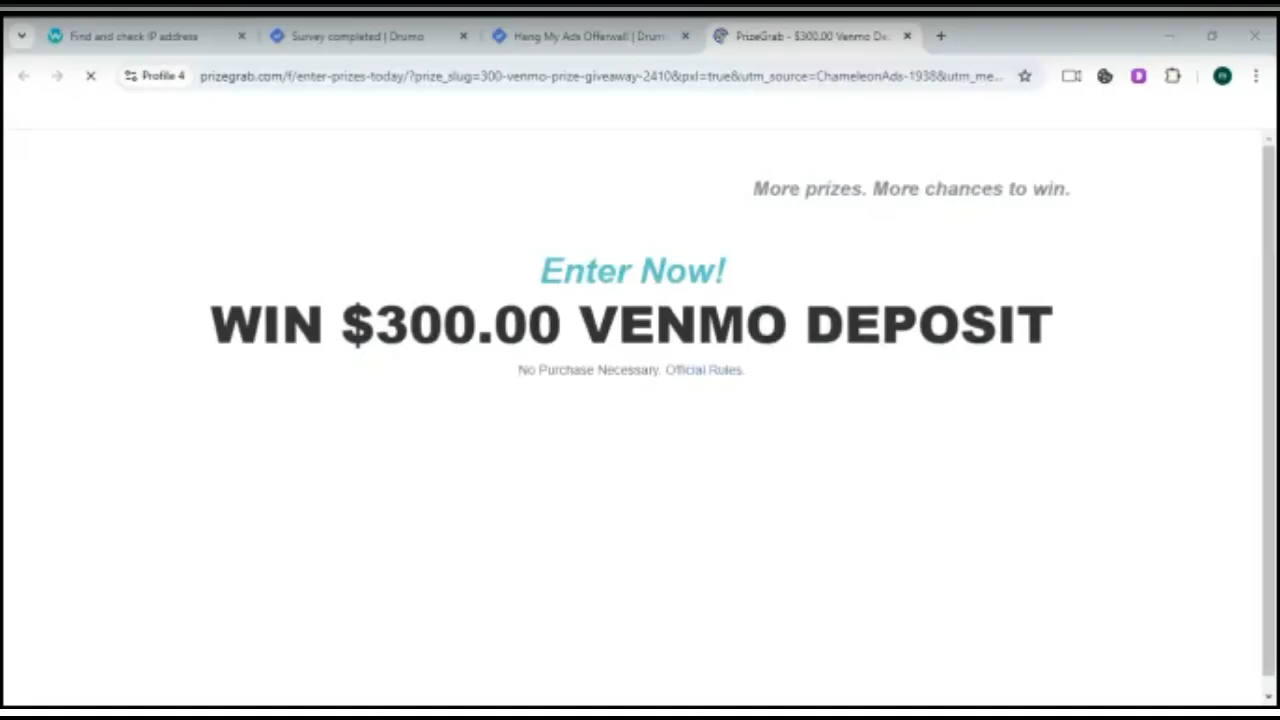 Find and check IP address
Survey completed | Drumo
Hang My Ads Offerwall | Drum
PrizeGrab - $300.00 Venmo De
Profile 4
prizegrab.com/f/enter-prizes-today/?prize_slug=300-venmo-prize-giveaway-2410&pxl=true&utm_source=ChameleonAds-1938&utm_me...
More prizes. More chances to win.
Enter Now!
WIN $300.00 VENMO DEPOSIT
No Purchase Necessary. Official Rules.